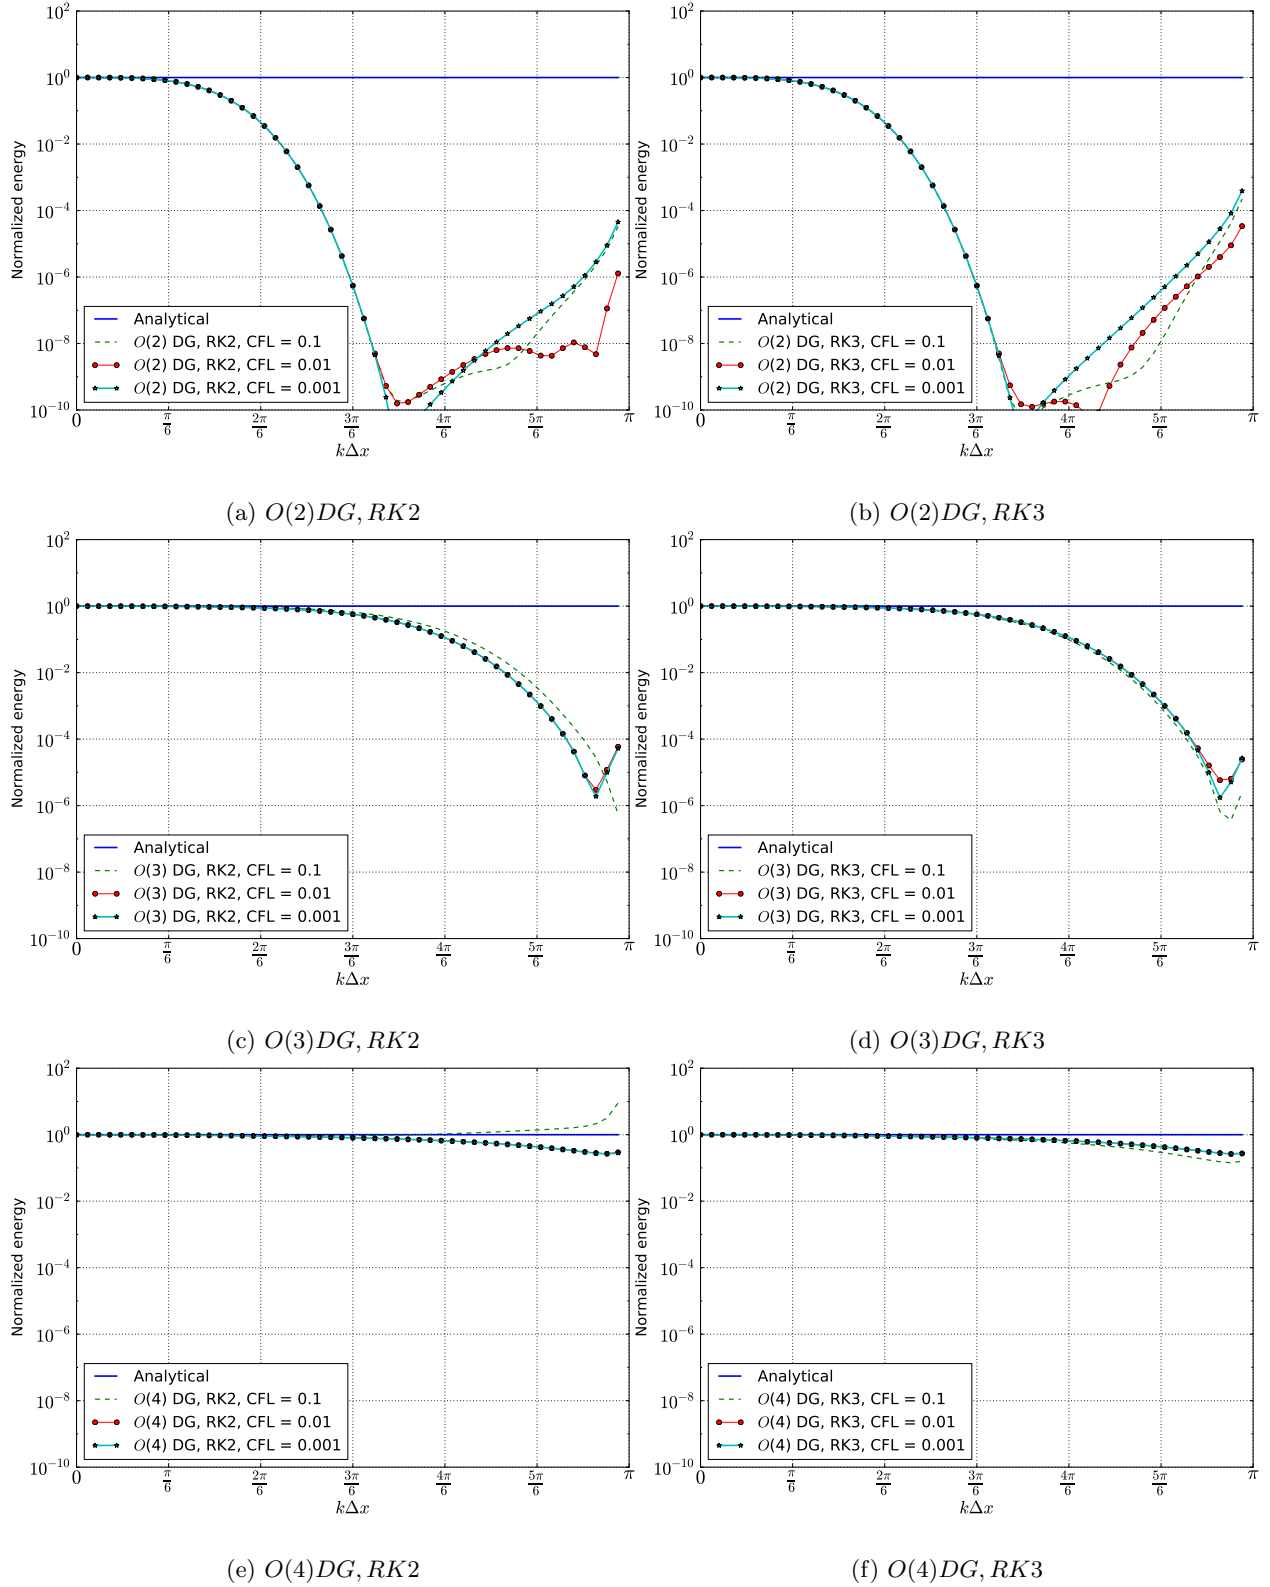 10^0
10^{-2}
10^{-4}
10^{-6}
10^{-8}
10^{-10}
Normalized energy
Analytical
O(2) DG, RK2, CFL = 0.1
O(2) DG, RK2, CFL = 0.01
O(2) DG, RK2, CFL = 0.001
0 π/6 2π/6 3π/6 4π/6 5π/6 π
kΔx
(a) O(2)DG, RK2
10^0
10^{-2}
10^{-4}
10^{-6}
10^{-8}
10^{-10}
Normalized energy
Analytical
O(2) DG, RK3, CFL = 0.1
O(2) DG, RK3, CFL = 0.01
O(2) DG, RK3, CFL = 0.001
0 π/6 2π/6 3π/6 4π/6 5π/6 π
kΔx
(b) O(2)DG, RK3
10^2
10^0
10^{-2}
10^{-4}
10^{-6}
10^{-8}
10^{-10}
Normalized energy
Analytical
O(3) DG, RK2, CFL = 0.1
O(3) DG, RK2, CFL = 0.01
O(3) DG, RK2, CFL = 0.001
0 π/6 2π/6 3π/6 4π/6 5π/6 π
kΔx
(c) O(3)DG, RK2
10^2
10^0
10^{-2}
10^{-4}
10^{-6}
10^{-8}
10^{-10}
Normalized energy
Analytical
O(3) DG, RK3, CFL = 0.1
O(3) DG, RK3, CFL = 0.01
O(3) DG, RK3, CFL = 0.001
0 π/6 2π/6 3π/6 4π/6 5π/6 π
kΔx
(d) O(3)DG, RK3
10^2
10^0
10^{-2}
10^{-4}
10^{-6}
10^{-8}
10^{-10}
Normalized energy
Analytical
O(4) DG, RK2, CFL = 0.1
O(4) DG, RK2, CFL = 0.01
O(4) DG, RK2, CFL = 0.001
0 π/6 2π/6 3π/6 4π/6 5π/6 π
kΔx
(e) O(4)DG, RK2
10^2
10^0
10^{-2}
10^{-4}
10^{-6}
10^{-8}
10^{-10}
Normalized energy
Analytical
O(4) DG, RK3, CFL = 0.1
O(4) DG, RK3, CFL = 0.01
O(4) DG, RK3, CFL = 0.001
0 π/6 2π/6 3π/6 4π/6 5π/6 π
kΔx
(f) O(4)DG, RK3